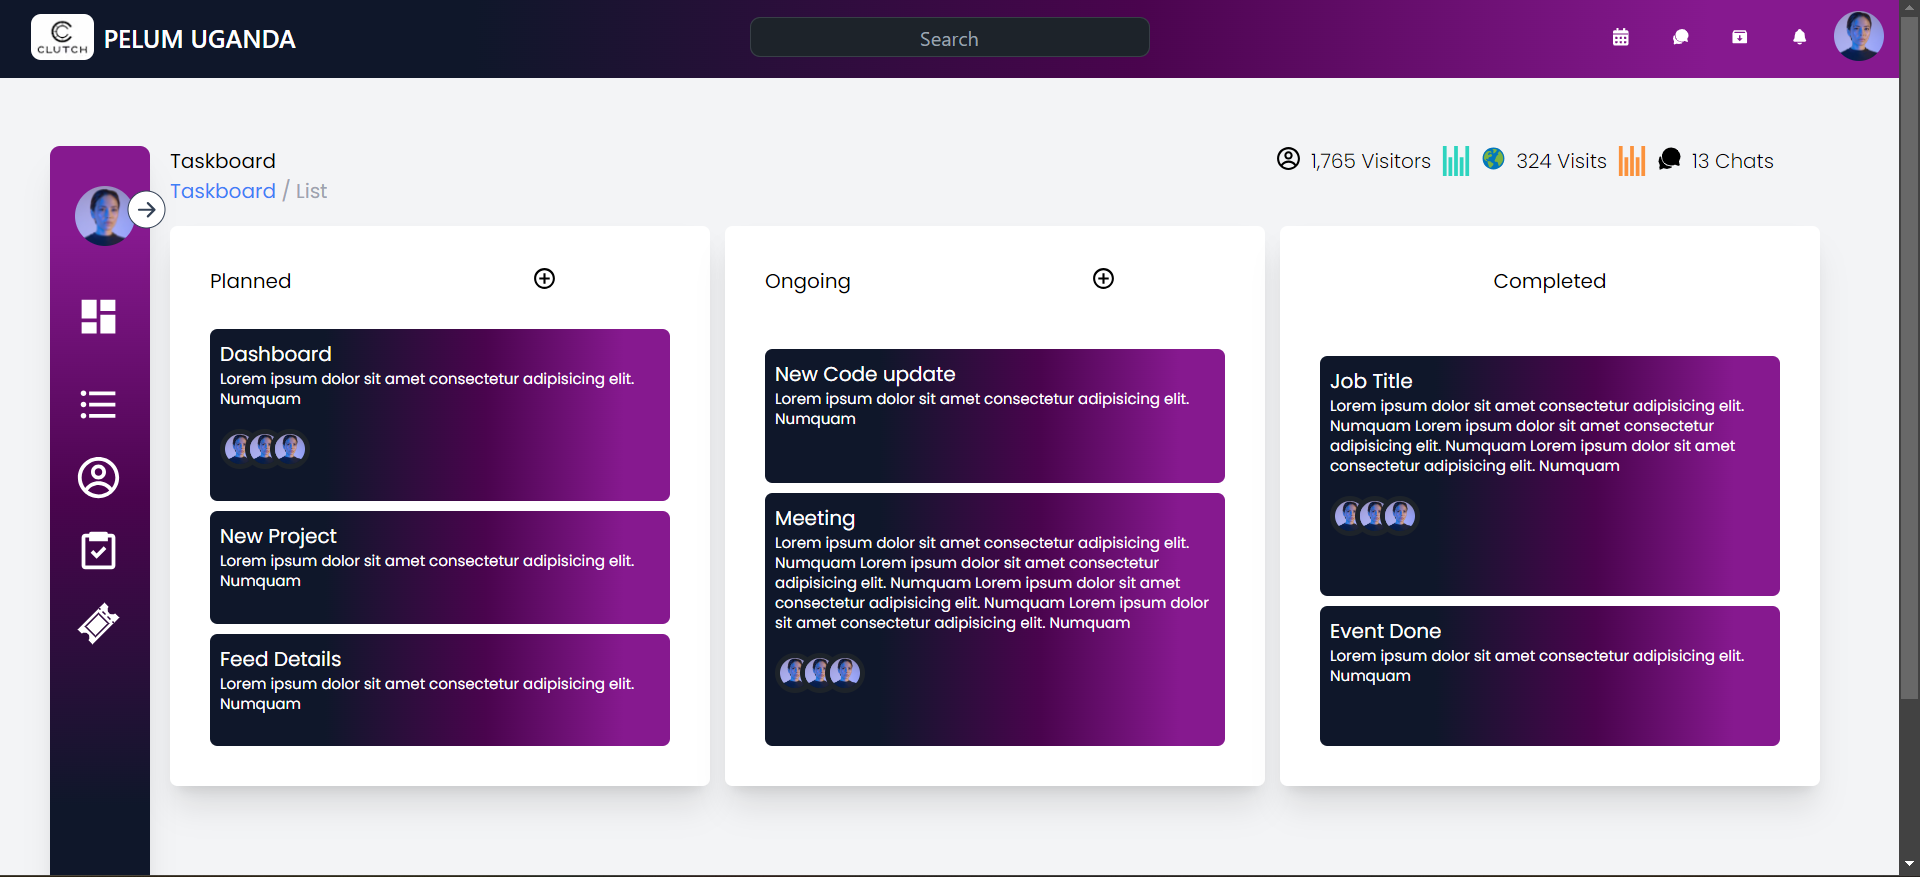 CLUTCH
PELUM UGANDA
Search
Taskboard
Taskboard / List
1,765 Visitors
324 Visits
13 Chats
Planned
Dashboard
Lorem ipsum dolor sit amet consectetur adipisicing elit.
Numquam
New Project
Lorem ipsum dolor sit amet consectetur adipisicing elit.
Numquam
Feed Details
Lorem ipsum dolor sit amet consectetur adipisicing elit.
Numquam
Ongoing
New Code update
Lorem ipsum dolor sit amet consectetur adipisicing elit.
Numquam
Meeting
Lorem ipsum dolor sit amet consectetur adipisicing elit.
Numquam Lorem ipsum dolor sit amet consectetur
adipisicing elit. Numquam Lorem ipsum dolor sit amet
consectetur adipisicing elit. Numquam Lorem ipsum dolor
sit amet consectetur adipisicing elit. Numquam
Completed
Job Title
Lorem ipsum dolor sit amet consectetur adipisicing elit.
Numquam Lorem ipsum dolor sit amet consectetur
adipisicing elit. Numquam Lorem ipsum dolor sit amet
consectetur adipisicing elit. Numquam
Event Done
Lorem ipsum dolor sit amet consectetur adipisicing elit.
Numquam